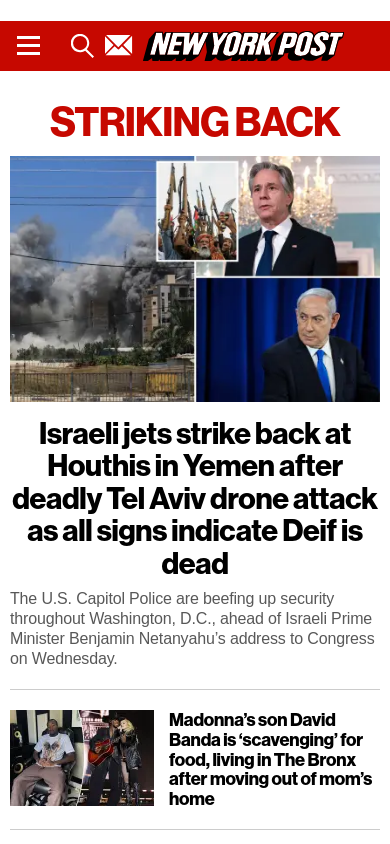 NEW YORK POST
STRIKING BACK
Israeli jets strike back at
Houthis in Yemen after
deadly Tel Aviv drone attack
as all signs indicate Deif is
dead
The U.S. Capitol Police are beefing up security
throughout Washington, D.C., ahead of Israeli Prime
Minister Benjamin Netanyahu’s address to Congress
on Wednesday.
Madonna’s son David
Banda is ‘scavenging’ for
food, living in The Bronx
after moving out of mom’s
home